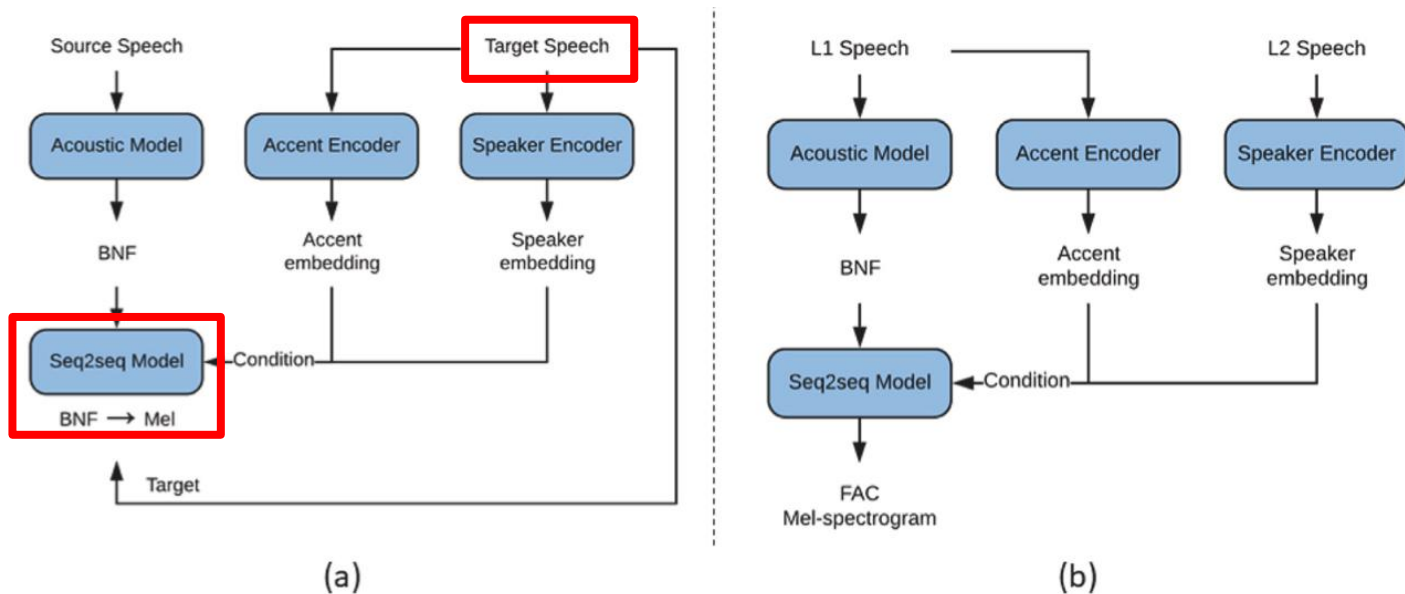 Source Speech
Target Speech
Acoustic Model
Accent Encoder
Speaker Encoder
BNF
Accent
embedding
Speaker
embedding
Seq2seq Model
Condition
BNF → Mel
Target
(a)
L1 Speech
L2 Speech
Acoustic Model
Accent Encoder
Speaker Encoder
BNF
Accent
embedding
Speaker
embedding
Seq2seq Model
Condition
FAC
Mel-spectrogram
(b)